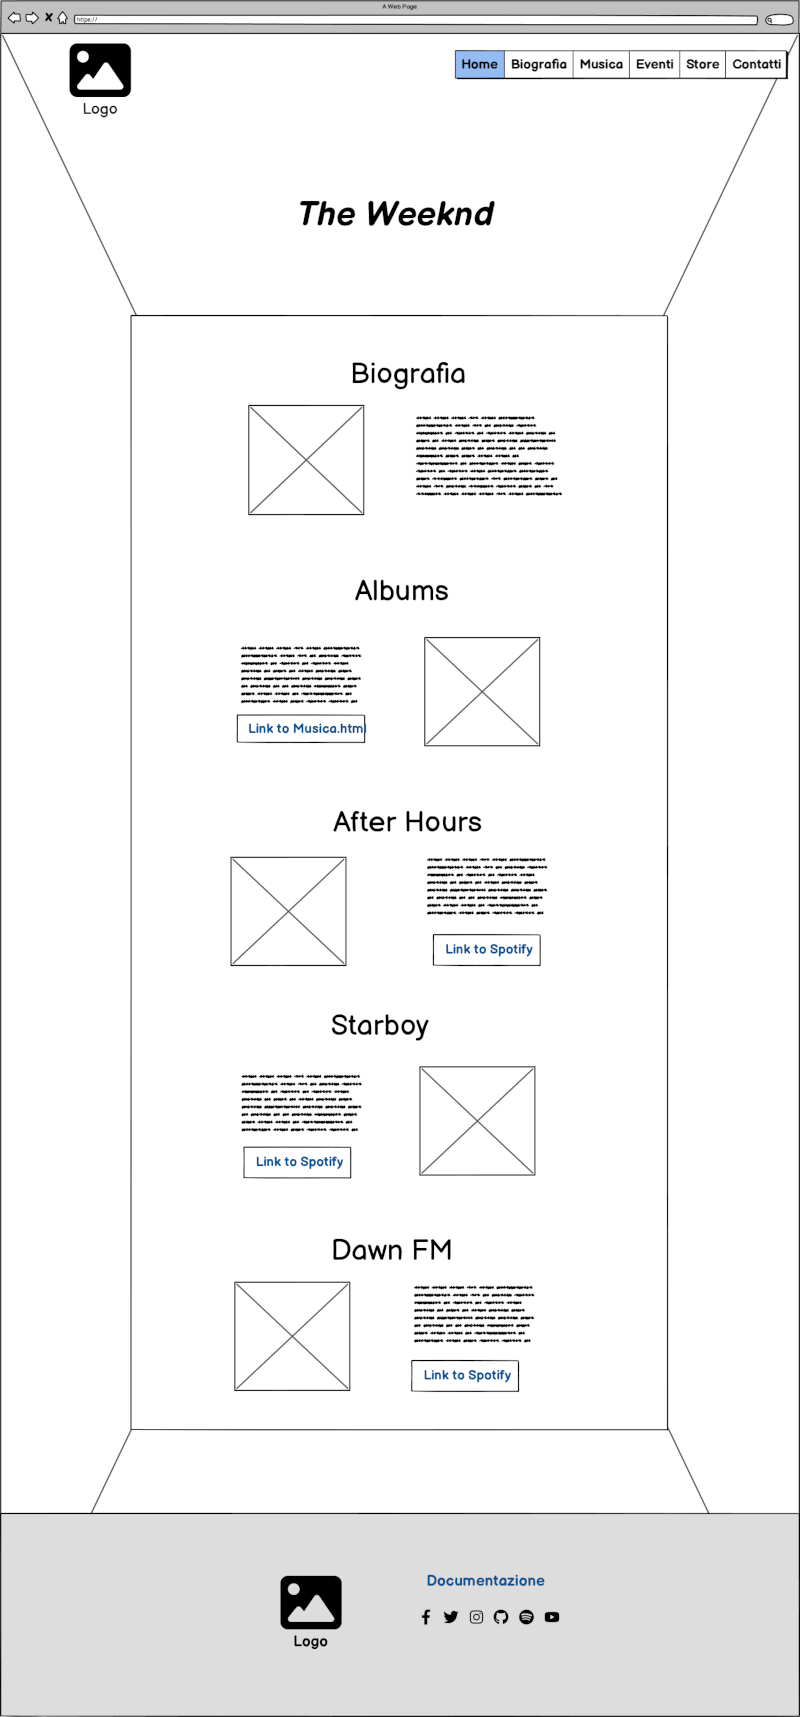 A Web Page
https://
Home Biografia Musica Eventi Store Contatti
Logo
The Weeknd
Biografia
Albums
Link to Musica.html
After Hours
Link to Spotify
Starboy
Link to Spotify
Dawn FM
Link to Spotify
Documentazione
Logo